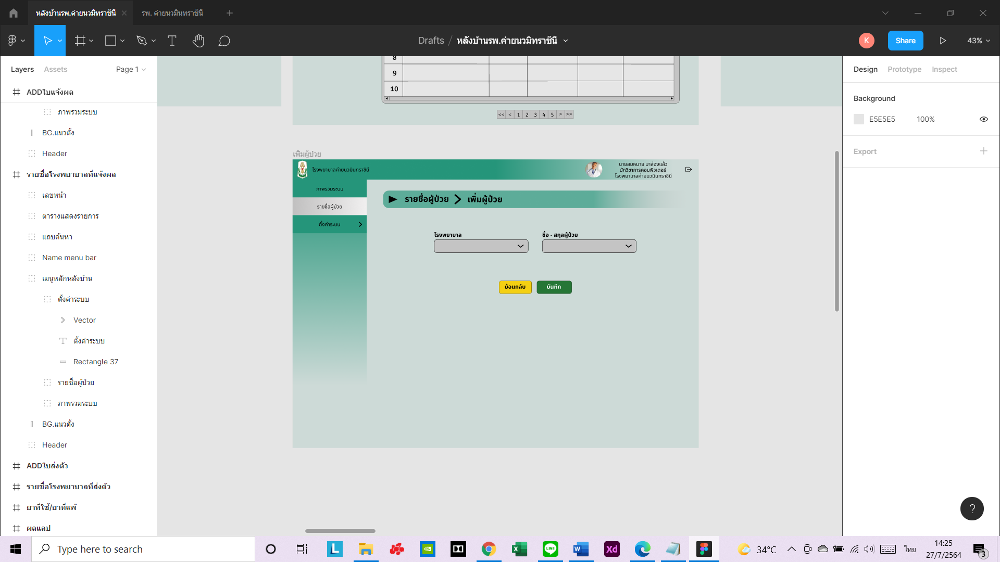 หลังบ้านรพ.ค่ายนวมิทราชินี
รพ. ค่ายนวมินทราชินี
Drafts / หลังบ้านรพ.ค่ายนวมิทราชินี
K
Share
43%
Layers
Assets
Page 1
ADDใบแจ้งผล
ภาพรวมระบบ
BG.แนวตั้ง
Header
รายชื่อโรงพยาบาลที่แจ้งผล
เลขหน้า
ตารางแสดงรายการ
แถบค้นหา
Name menu bar
เมนูหลักหลังบ้าน
ตั้งค่าระบบ
Vector
ตั้งค่าระบบ
Rectangle 37
รายชื่อผู้ป่วย
ภาพรวมระบบ
BG.แนวตั้ง
Header
ADDใบส่งตัว
รายชื่อโรงพยาบาลที่ส่งตัว
ยาที่ใช้/ยาที่แพ้
ผลแลป
8
9
10
<< < 1 2 3 4 5 > >>
เพิ่มผู้ป่วย
โรงพยาบาลค่ายนวมินทราชินี
นายสมหมาย มาส่องแล้ว
นักวิชาการคอมพิวเตอร์
โรงพยาบาลค่ายนวมินทราชินี
ภาพรวมระบบ
รายชื่อผู้ป่วย
ตั้งค่าระบบ
รายชื่อผู้ป่วย > เพิ่มผู้ป่วย
โรงพยาบาล
ชื่อ - สกุลผู้ป่วย
ย้อนกลับ
บันทึก
Design
Prototype
Inspect
Background
E5E5E5
100%
Export
?
Type here to search
34°C
ไทย
14:25
27/7/2564
3